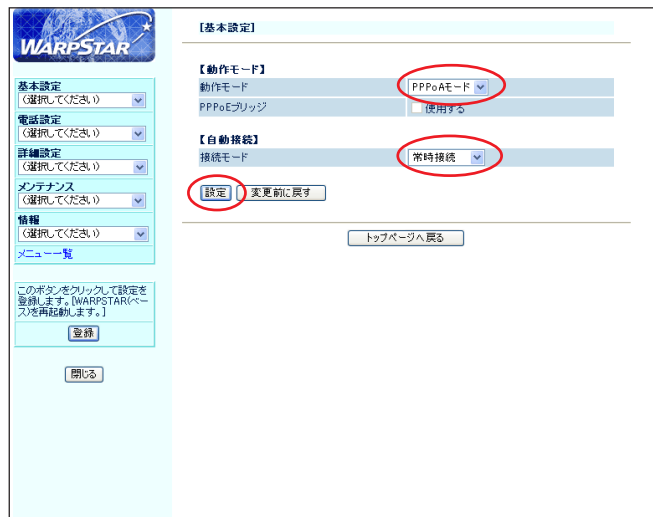 WARPSTAR
基本設定
(選択してください)
電話設定
(選択してください)
詳細設定
(選択してください)
メンテナンス
(選択してください)
情報
(選択してください)
メニュー一覧
このボタンをクリックして設定を
登録します。[WARPSTAR(ベー
ス)を再起動します。]
登録
閉じる
[基本設定]
【動作モード】
動作モード PPPoAモード
PPPoEブリッジ 使用する
【自動接続】
接続モード 常時接続
設定 変更前に戻す
トップページへ戻る